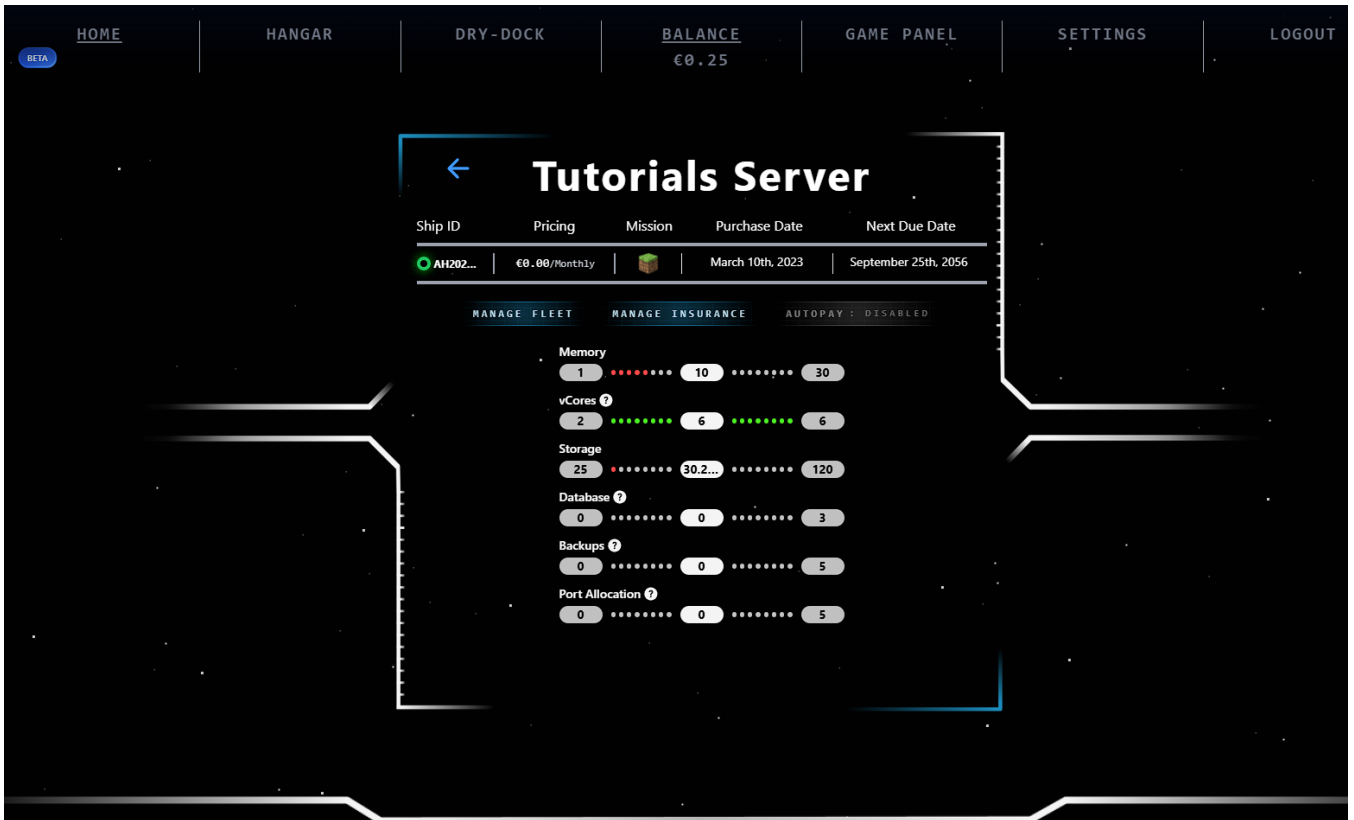 HOME HANGAR DRY-DOCK BALANCE GAME PANEL SETTINGS LOGOUT
BETA €0.25
Tutorials Server
Ship ID Pricing Mission Purchase Date Next Due Date
AH202... €0.00/Monthly March 10th, 2023 September 25th, 2056
MANAGE FLEET MANAGE INSURANCE AUTOPAY: DISABLED
Memory
1 10 30
vCores ?
2 6 6
Storage
25 30.2... 120
Database ?
0 0 3
Backups ?
0 0 5
Port Allocation ?
0 0 5